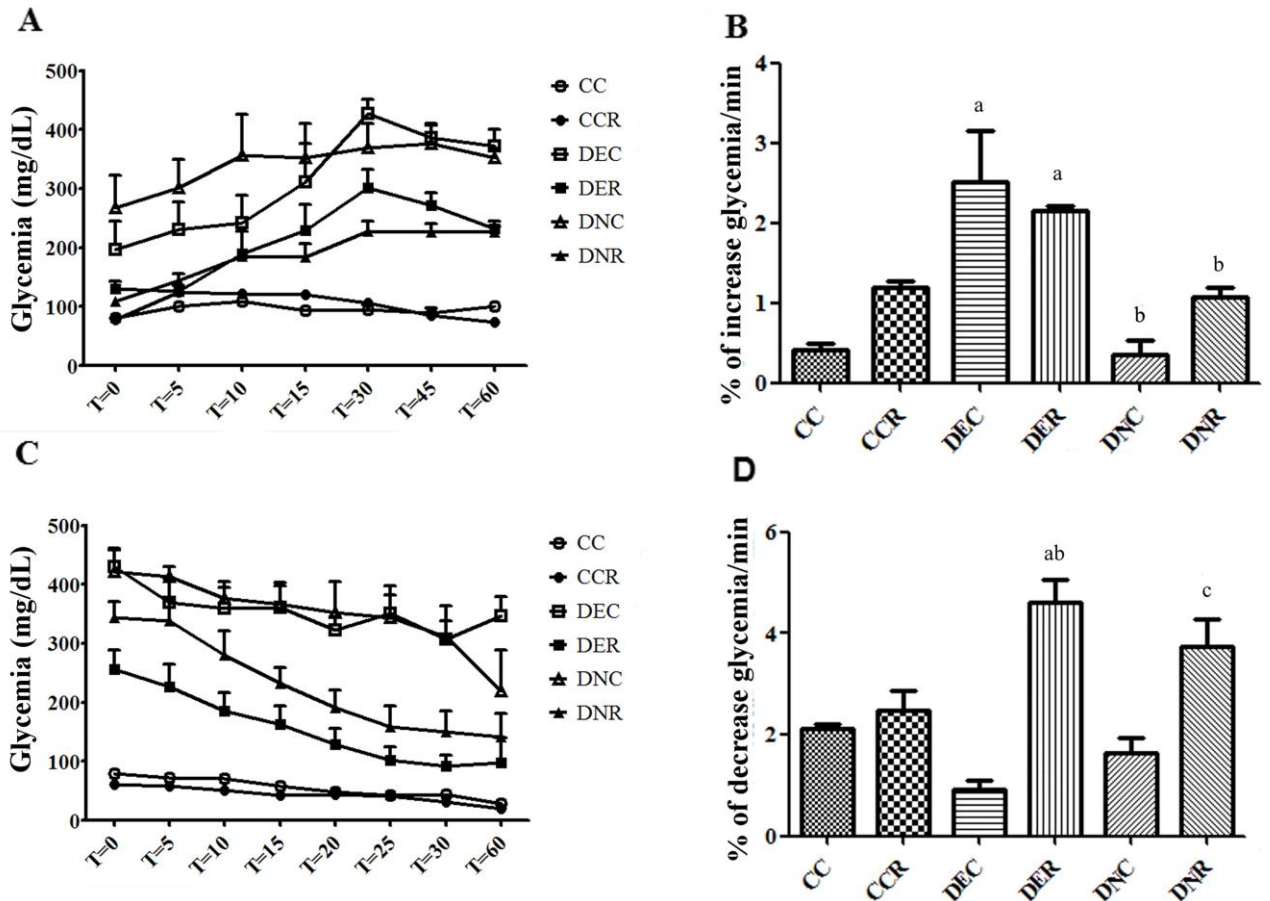 A
Glycemia (mg/dL)
500
400
300
200
100
0
T=0 T=5 T=10 T=15 T=30 T=45 T=60
CC
CCR
DEC
DER
DNC
DNR
B
% of increase glycemia/min
4
3
2
1
0
a
a
b
b
CC CCR DEC DER DNC DNR
C
Glycemia (mg/dL)
500
400
300
200
100
0
T=0 T=5 T=10 T=15 T=20 T=25 T=30 T=60
CC
CCR
DEC
DER
DNC
DNR
D
% of decrease glycemia/min
6
4
2
0
ab
c
CC CCR DEC DER DNC DNR